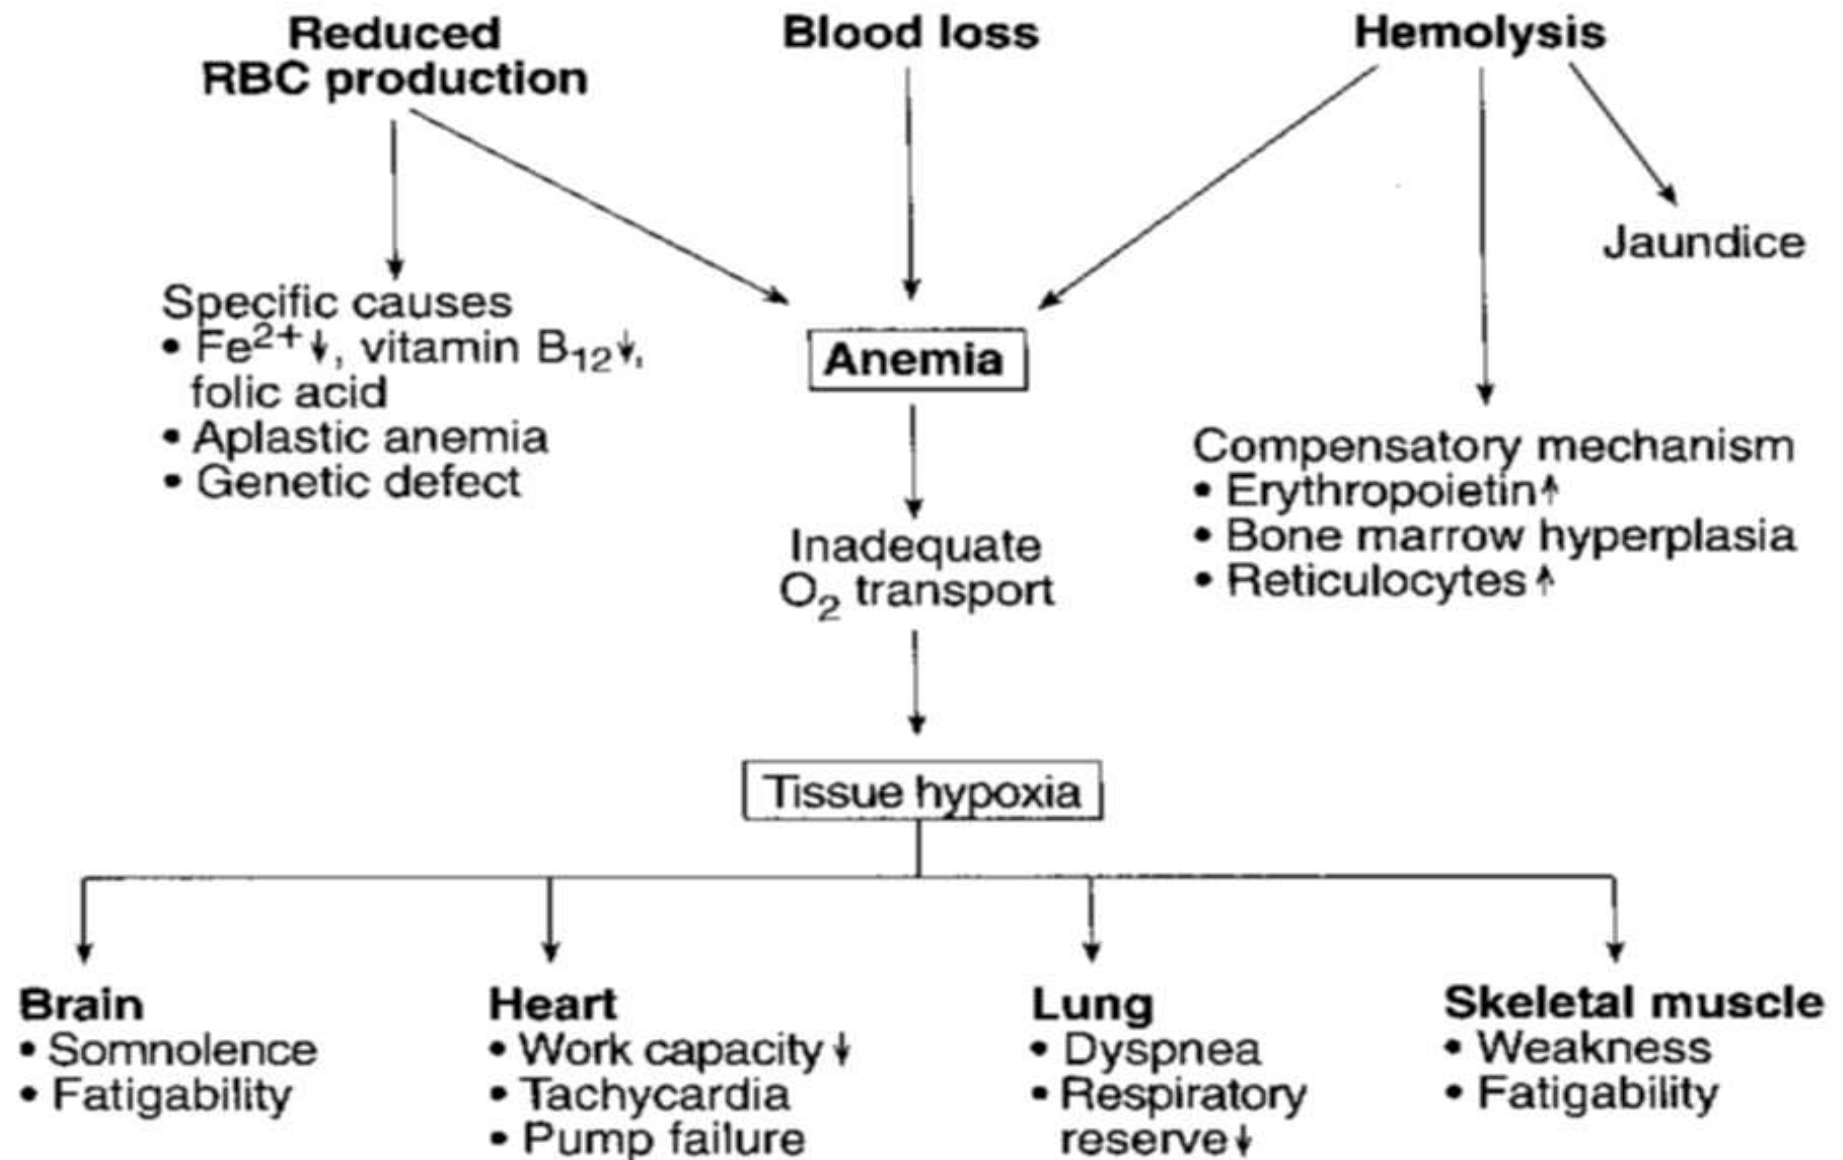 Reduced
RBC production
Blood loss
Hemolysis
Jaundice
Specific causes
• Fe²⁺↓, vitamin B₁₂↓,
folic acid
• Aplastic anemia
• Genetic defect
Anemia
Compensatory mechanism
• Erythropoietin↑
• Bone marrow hyperplasia
• Reticulocytes↑
Inadequate
O₂ transport
Tissue hypoxia
Brain
• Somnolence
• Fatigability
Heart
• Work capacity↓
• Tachycardia
• Pump failure
Lung
• Dyspnea
• Respiratory
reserve↓
Skeletal muscle
• Weakness
• Fatigability